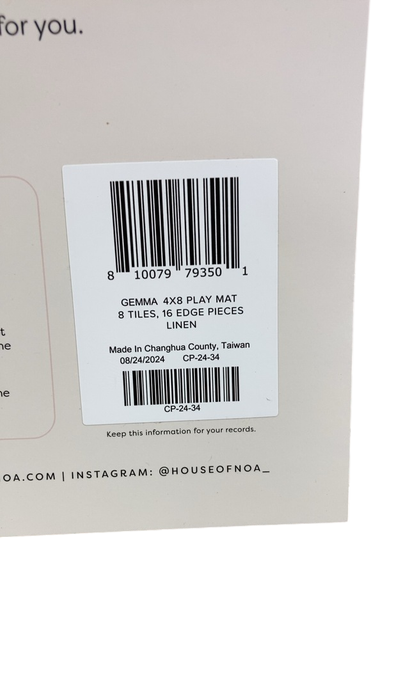 for you.
8 10079 79350 1
GEMMA 4X8 PLAY MAT
8 TILES, 16 EDGE PIECES
LINEN
Made In Changhua County, Taiwan
08/24/2024 CP-24-34
CP-24-34
Keep this information for your records.
OA.COM | INSTAGRAM: @HOUSEOFNOA_